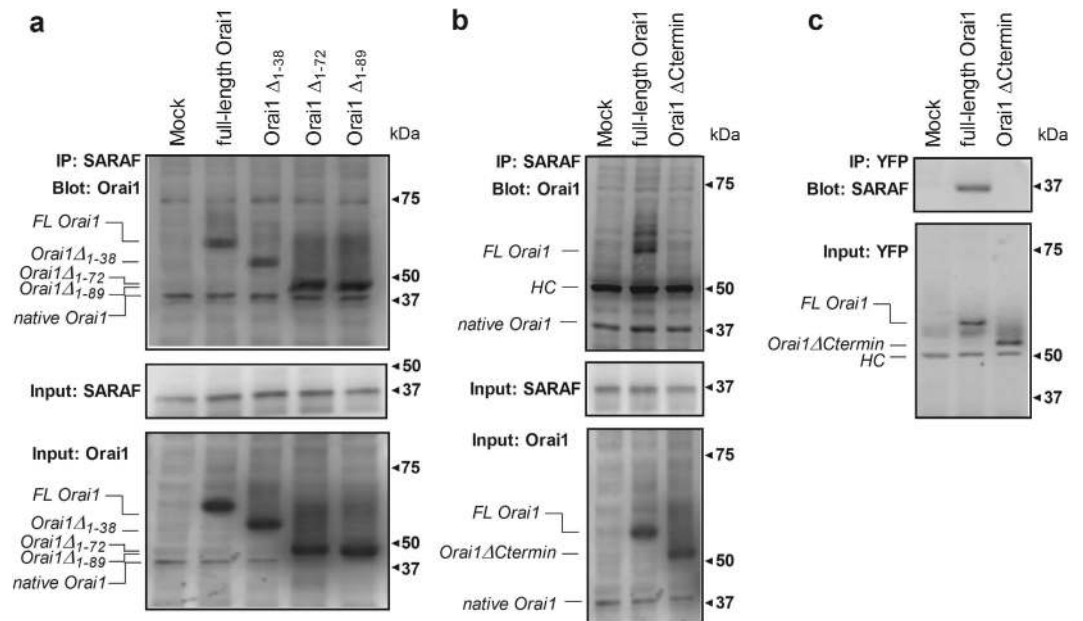 a
Mock
full-length Orai1
Orai1 Δ1-38
Orai1 Δ1-72
Orai1 Δ1-89
kDa
IP: SARAF
Blot: Orai1
FL Orai1
Orai1Δ1-38
Orai1Δ1-72
Orai1Δ1-89
native Orai1
75
50
37
Input: SARAF
50
37
Input: Orai1
FL Orai1
Orai1Δ1-38
Orai1Δ1-72
Orai1Δ1-89
native Orai1
75
50
37
b
Mock
full-length Orai1
Orai1 ΔCtermin
kDa
IP: SARAF
Blot: Orai1
FL Orai1
HC
native Orai1
75
50
37
Input: SARAF
37
Input: Orai1
FL Orai1
Orai1ΔCtermin
native Orai1
75
50
37
c
Mock
full-length Orai1
Orai1 ΔCtermin
kDa
IP: YFP
Blot: SARAF
37
Input: YFP
FL Orai1
Orai1ΔCtermin
HC
75
50
37